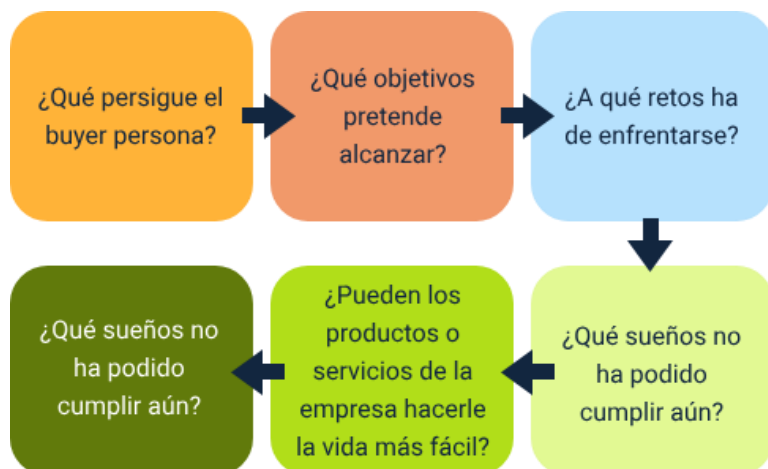 ¿Qué persigue el
buyer persona?
¿Qué objetivos
pretende
alcanzar?
¿A qué retos ha
de enfrentarse?
¿Qué sueños no
ha podido
cumplir aún?
¿Pueden los
productos o
servicios de la
empresa hacerle
la vida más fácil?
¿Qué sueños no
ha podido
cumplir aún?